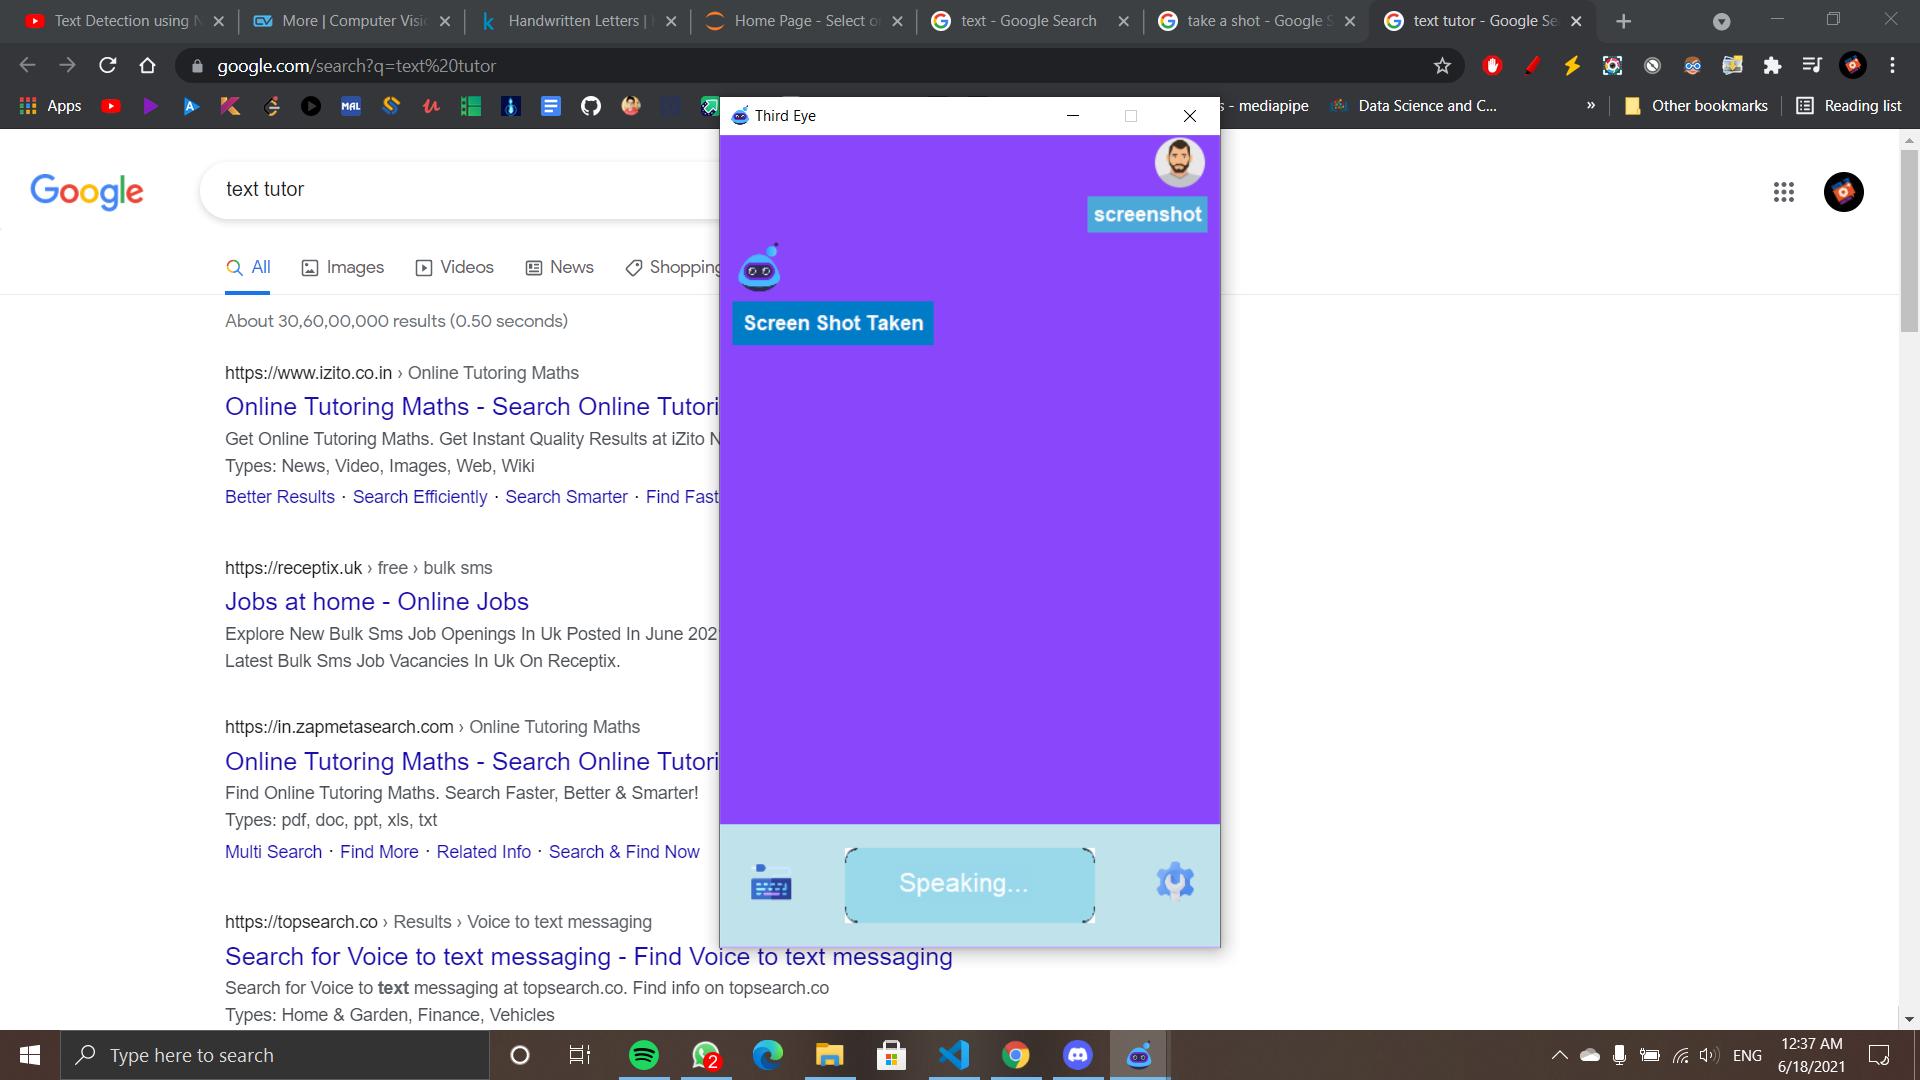 Text Detection using N
More | Computer Visi
Handwritten Letters |
Home Page - Select o
text - Google Search
take a shot - Google S
text tutor - Google Se
google.com/search?q=text%20tutor
Apps
MAL
s - mediapipe
Data Science and C...
»
Other bookmarks
Reading list
Third Eye
Google
text tutor
screenshot
All
Images
Videos
News
Shopping
Screen Shot Taken
About 30,60,00,000 results (0.50 seconds)
https://www.izito.co.in › Online Tutoring Maths
Online Tutoring Maths - Search Online Tutori
Get Online Tutoring Maths. Get Instant Quality Results at iZito N
Types: News, Video, Images, Web, Wiki
Better Results · Search Efficiently · Search Smarter · Find Fast
https://receptix.uk › free › bulk sms
Jobs at home - Online Jobs
Explore New Bulk Sms Job Openings In Uk Posted In June 202
Latest Bulk Sms Job Vacancies In Uk On Receptix.
https://in.zapmetasearch.com › Online Tutoring Maths
Online Tutoring Maths - Search Online Tutori
Find Online Tutoring Maths. Search Faster, Better & Smarter!
Types: pdf, doc, ppt, xls, txt
Multi Search · Find More · Related Info · Search & Find Now
Speaking...
https://topsearch.co › Results › Voice to text messaging
Search for Voice to text messaging - Find Voice to text messaging
Search for Voice to text messaging at topsearch.co. Find info on topsearch.co
Types: Home & Garden, Finance, Vehicles
Type here to search
2
ENG
12:37 AM
6/18/2021